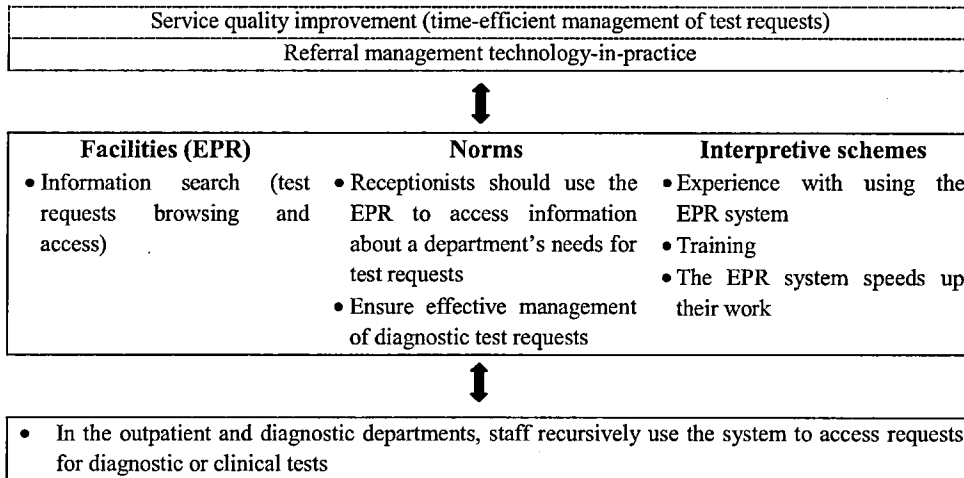 Service quality improvement (time-efficient management of test requests)
Referral management technology-in-practice
Facilities (EPR)
• Information search (test
requests browsing and
access)
Norms
• Receptionists should use the
EPR to access information
about a department's needs for
test requests
• Ensure effective management
of diagnostic test requests
Interpretive schemes
• Experience with using the
EPR system
• Training
• The EPR system speeds up
their work
• In the outpatient and diagnostic departments, staff recursively use the system to access requests
for diagnostic or clinical tests